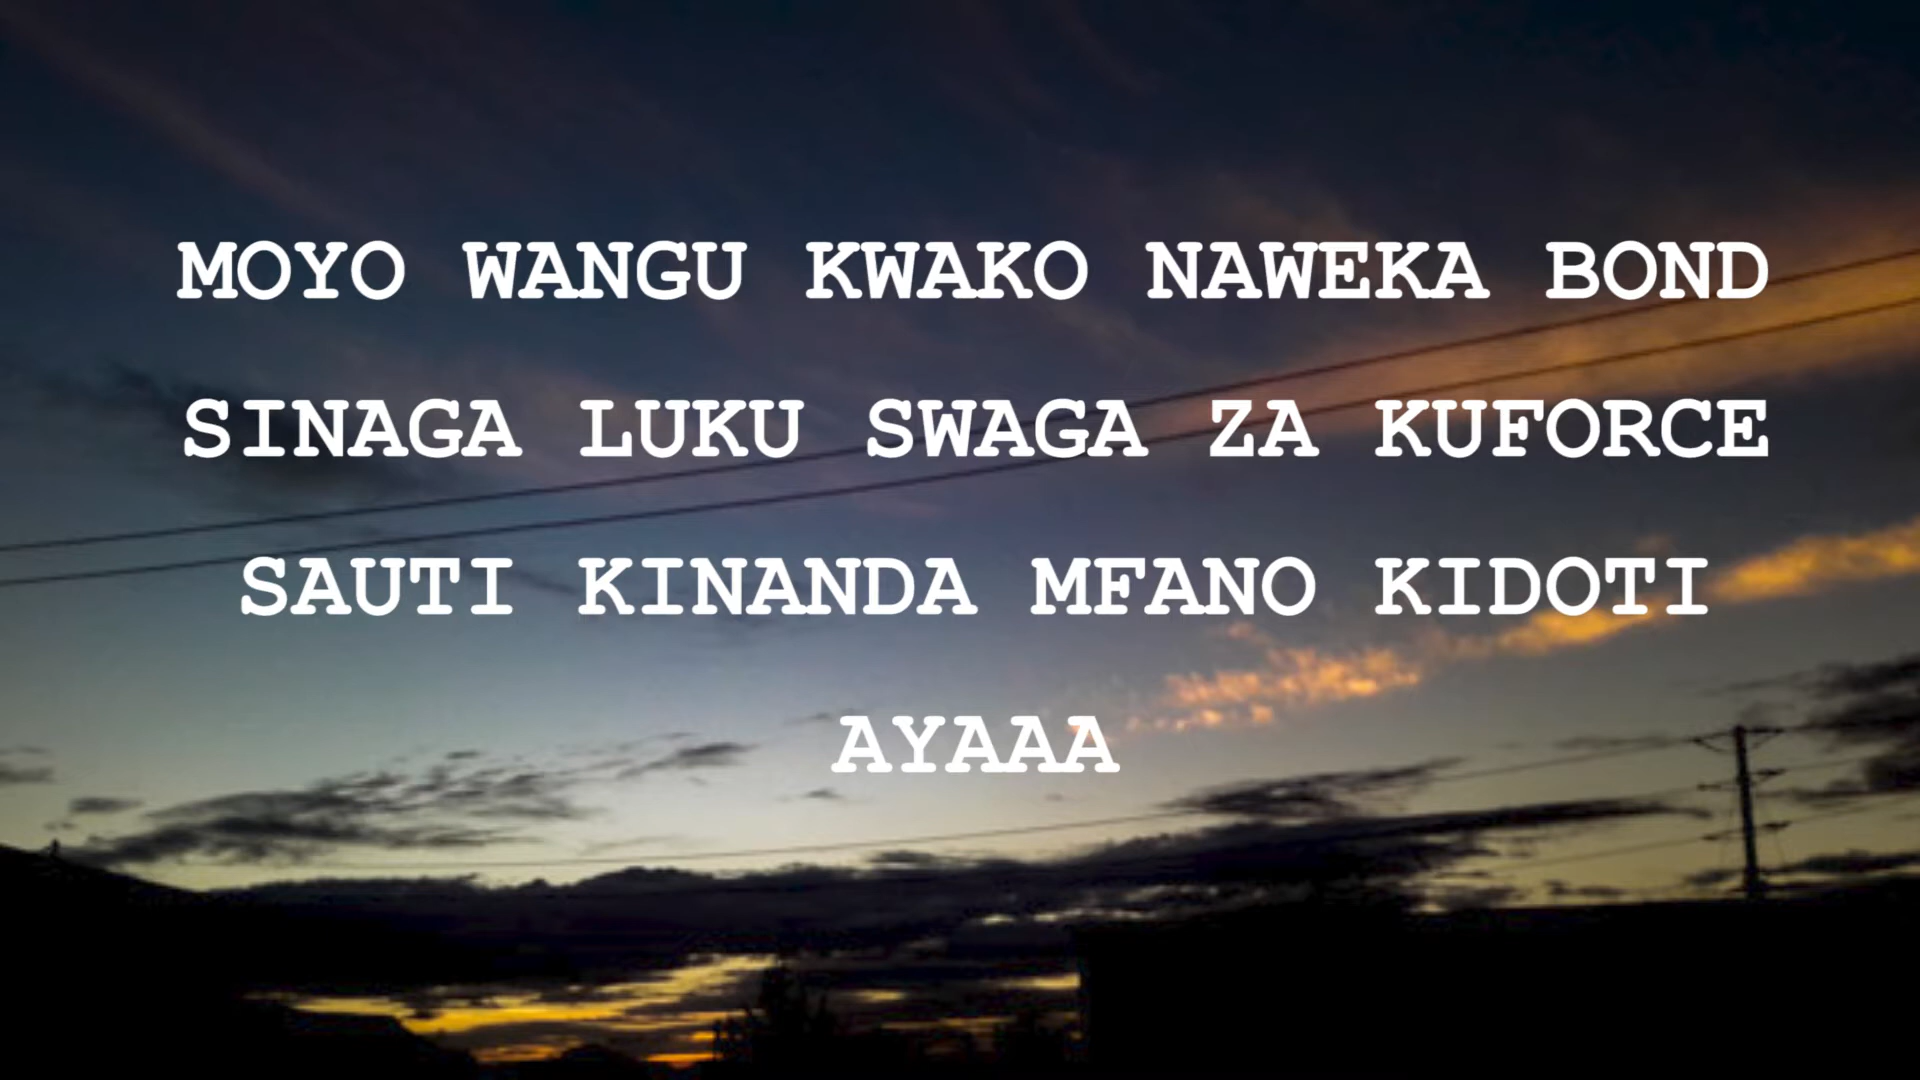 MOYO WANGU KWAKO NAWEKA BOND
SINAGA LUKU SWAGA ZA KUFORCE
SAUTI KINANDA MFANO KIDOTI
AYAAA